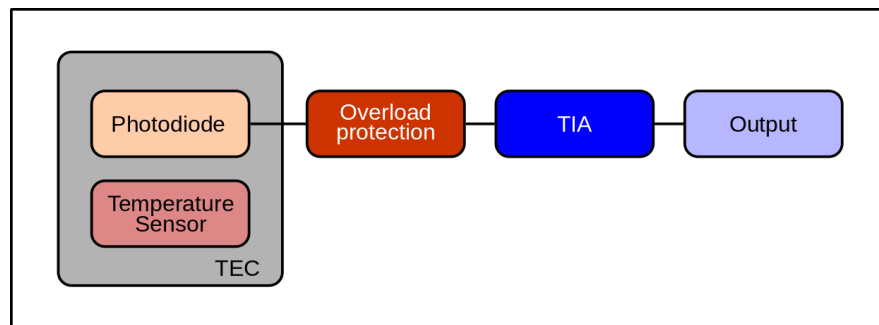 Photodiode
Overload
protection
TIA
Output
Temperature
Sensor
TEC